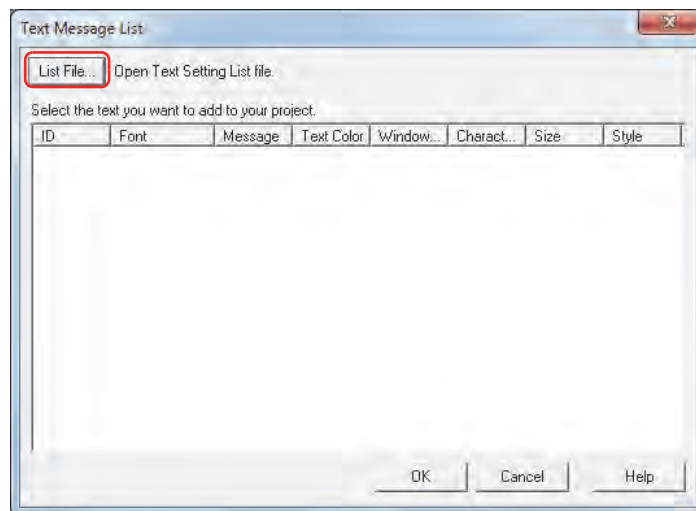 Text Message List
List File... Open Text Setting List file.
Select the text you want to add to your project.
ID Font Message Text Color Window... Charact... Size Style
OK Cancel Help